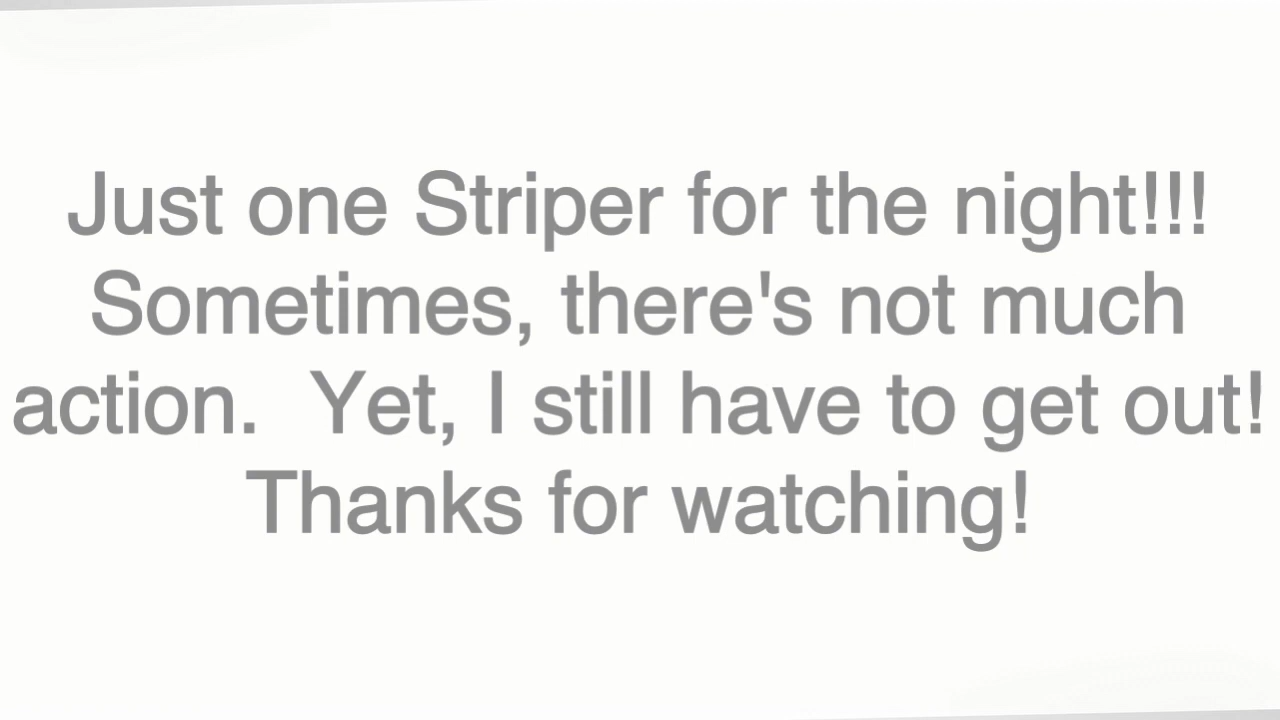 Just one Striper for the night!!!
Sometimes, there's not much
action.  Yet, I still have to get out!
Thanks for watching!